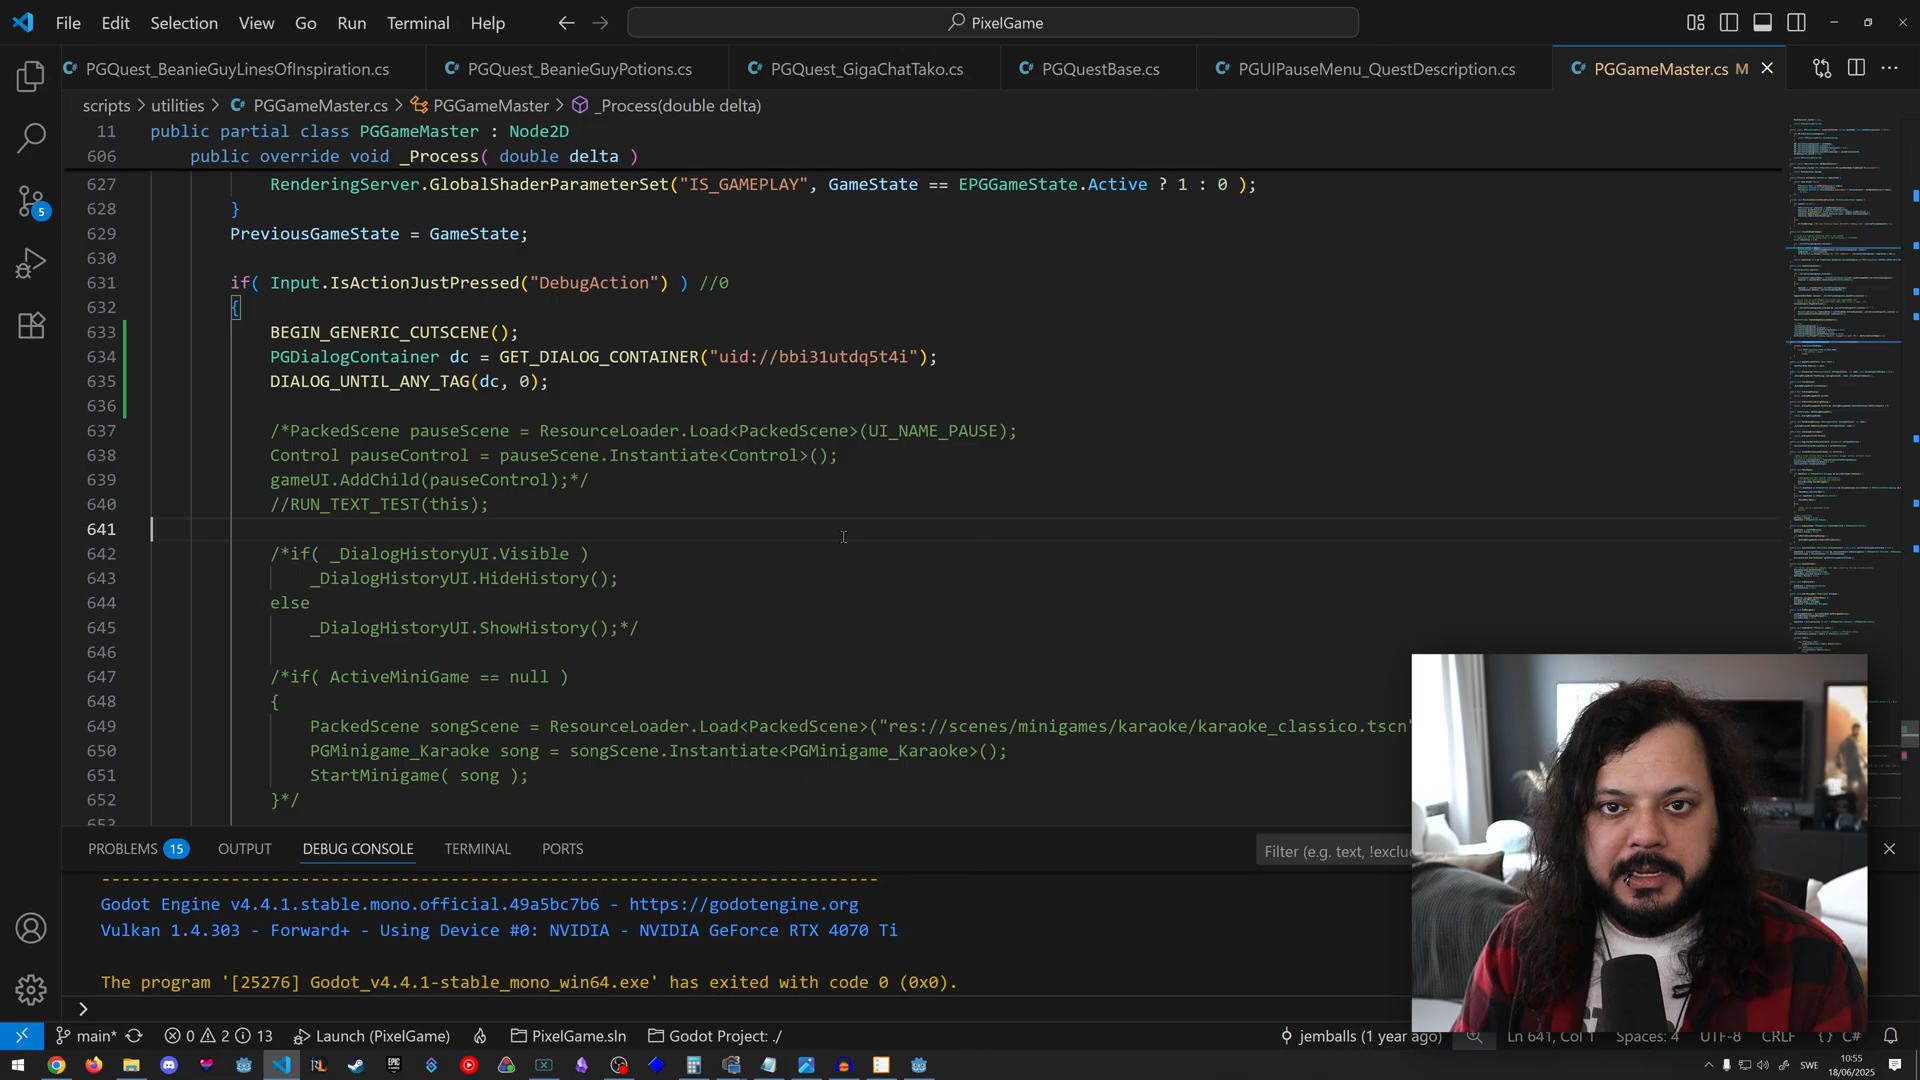 File Edit Selection View Go Run Terminal Help
PixelGame
PGQuest_BeanieGuyLinesOfInspiration.cs PGQuest_BeanieGuyPotions.cs PGQuest_GigaChatTako.cs PGQuestBase.cs PGUIPauseMenu_QuestDescription.cs PGGameMaster.cs M
scripts > utilities > PGGameMaster.cs > PGGameMaster > _Process(double delta)
11 public partial class PGGameMaster : Node2D
606 public override void _Process( double delta )
627 RenderingServer.GlobalShaderParameterSet("IS_GAMEPLAY", GameState == EPGGameState.Active ? 1 : 0 );
628 }
629 PreviousGameState = GameState;
630
631 if( Input.IsActionJustPressed("DebugAction") ) //0
632 {
633 BEGIN_GENERIC_CUTSCENE();
634 PGDialogContainer dc = GET_DIALOG_CONTAINER("uid://bbi31utdq5t4i");
635 DIALOG_UNTIL_ANY_TAG(dc, 0);
636
637 /*PackedScene pauseScene = ResourceLoader.Load<PackedScene>(UI_NAME_PAUSE);
638 Control pauseControl = pauseScene.Instantiate<Control>();
639 gameUI.AddChild(pauseControl);*/
640 //RUN_TEXT_TEST(this);
641
642 /*if( _DialogHistoryUI.Visible )
643 _DialogHistoryUI.HideHistory();
644 else
645 _DialogHistoryUI.ShowHistory();*/
646
647 /*if( ActiveMiniGame == null )
648 {
649 PackedScene songScene = ResourceLoader.Load<PackedScene>("res://scenes/minigames/karaoke/karaoke_classico.tscn"
650 PGMinigame_Karaoke song = songScene.Instantiate<PGMinigame_Karaoke>();
651 StartMinigame( song );
652 }*/
653
PROBLEMS 15 OUTPUT DEBUG CONSOLE TERMINAL PORTS
Filter (e.g. text, !exclu
Godot Engine v4.4.1.stable.mono.official.49a5bc7b6 - https://godotengine.org
Vulkan 1.4.303 - Forward+ - Using Device #0: NVIDIA - NVIDIA GeForce RTX 4070 Ti
The program '[25276] Godot_v4.4.1-stable_mono_win64.exe' has exited with code 0 (0x0).
5
main* 0 2 13 Launch (PixelGame) PixelGame.sln Godot Project: ./ jemballs (1 year ago) Ln 641, Col 1 Spaces: 4 UTF-8 CRLF {} C#
EPIC
SWE
10:55
18/06/2025